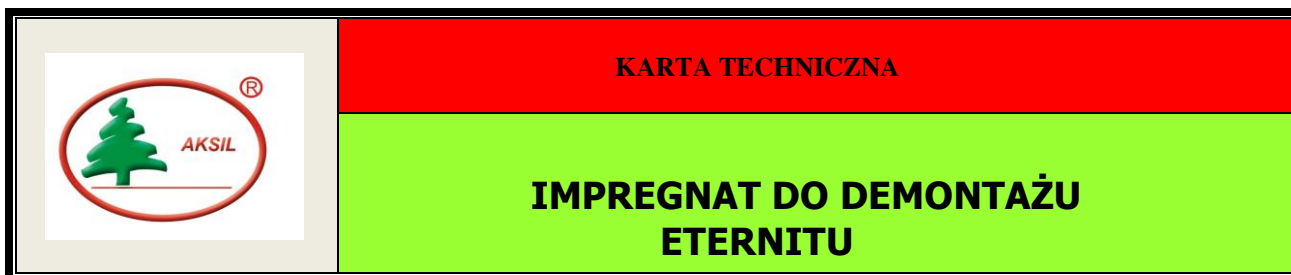 ®
AKSIL
KARTA TECHNICZNA
IMPREGNAT DO DEMONTAŻU
ETERNITU